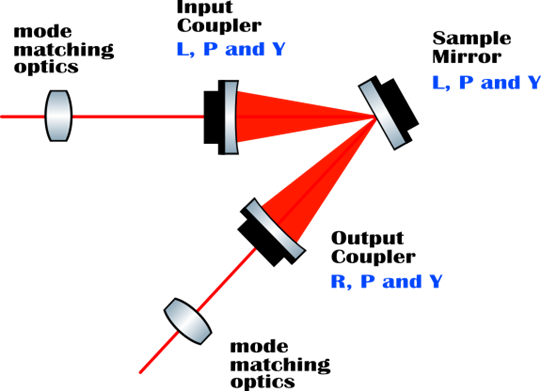 mode
matching
optics
Input
Coupler
L, P and Y
Sample
Mirror
L, P and Y
Output
Coupler
R, P and Y
mode
matching
optics